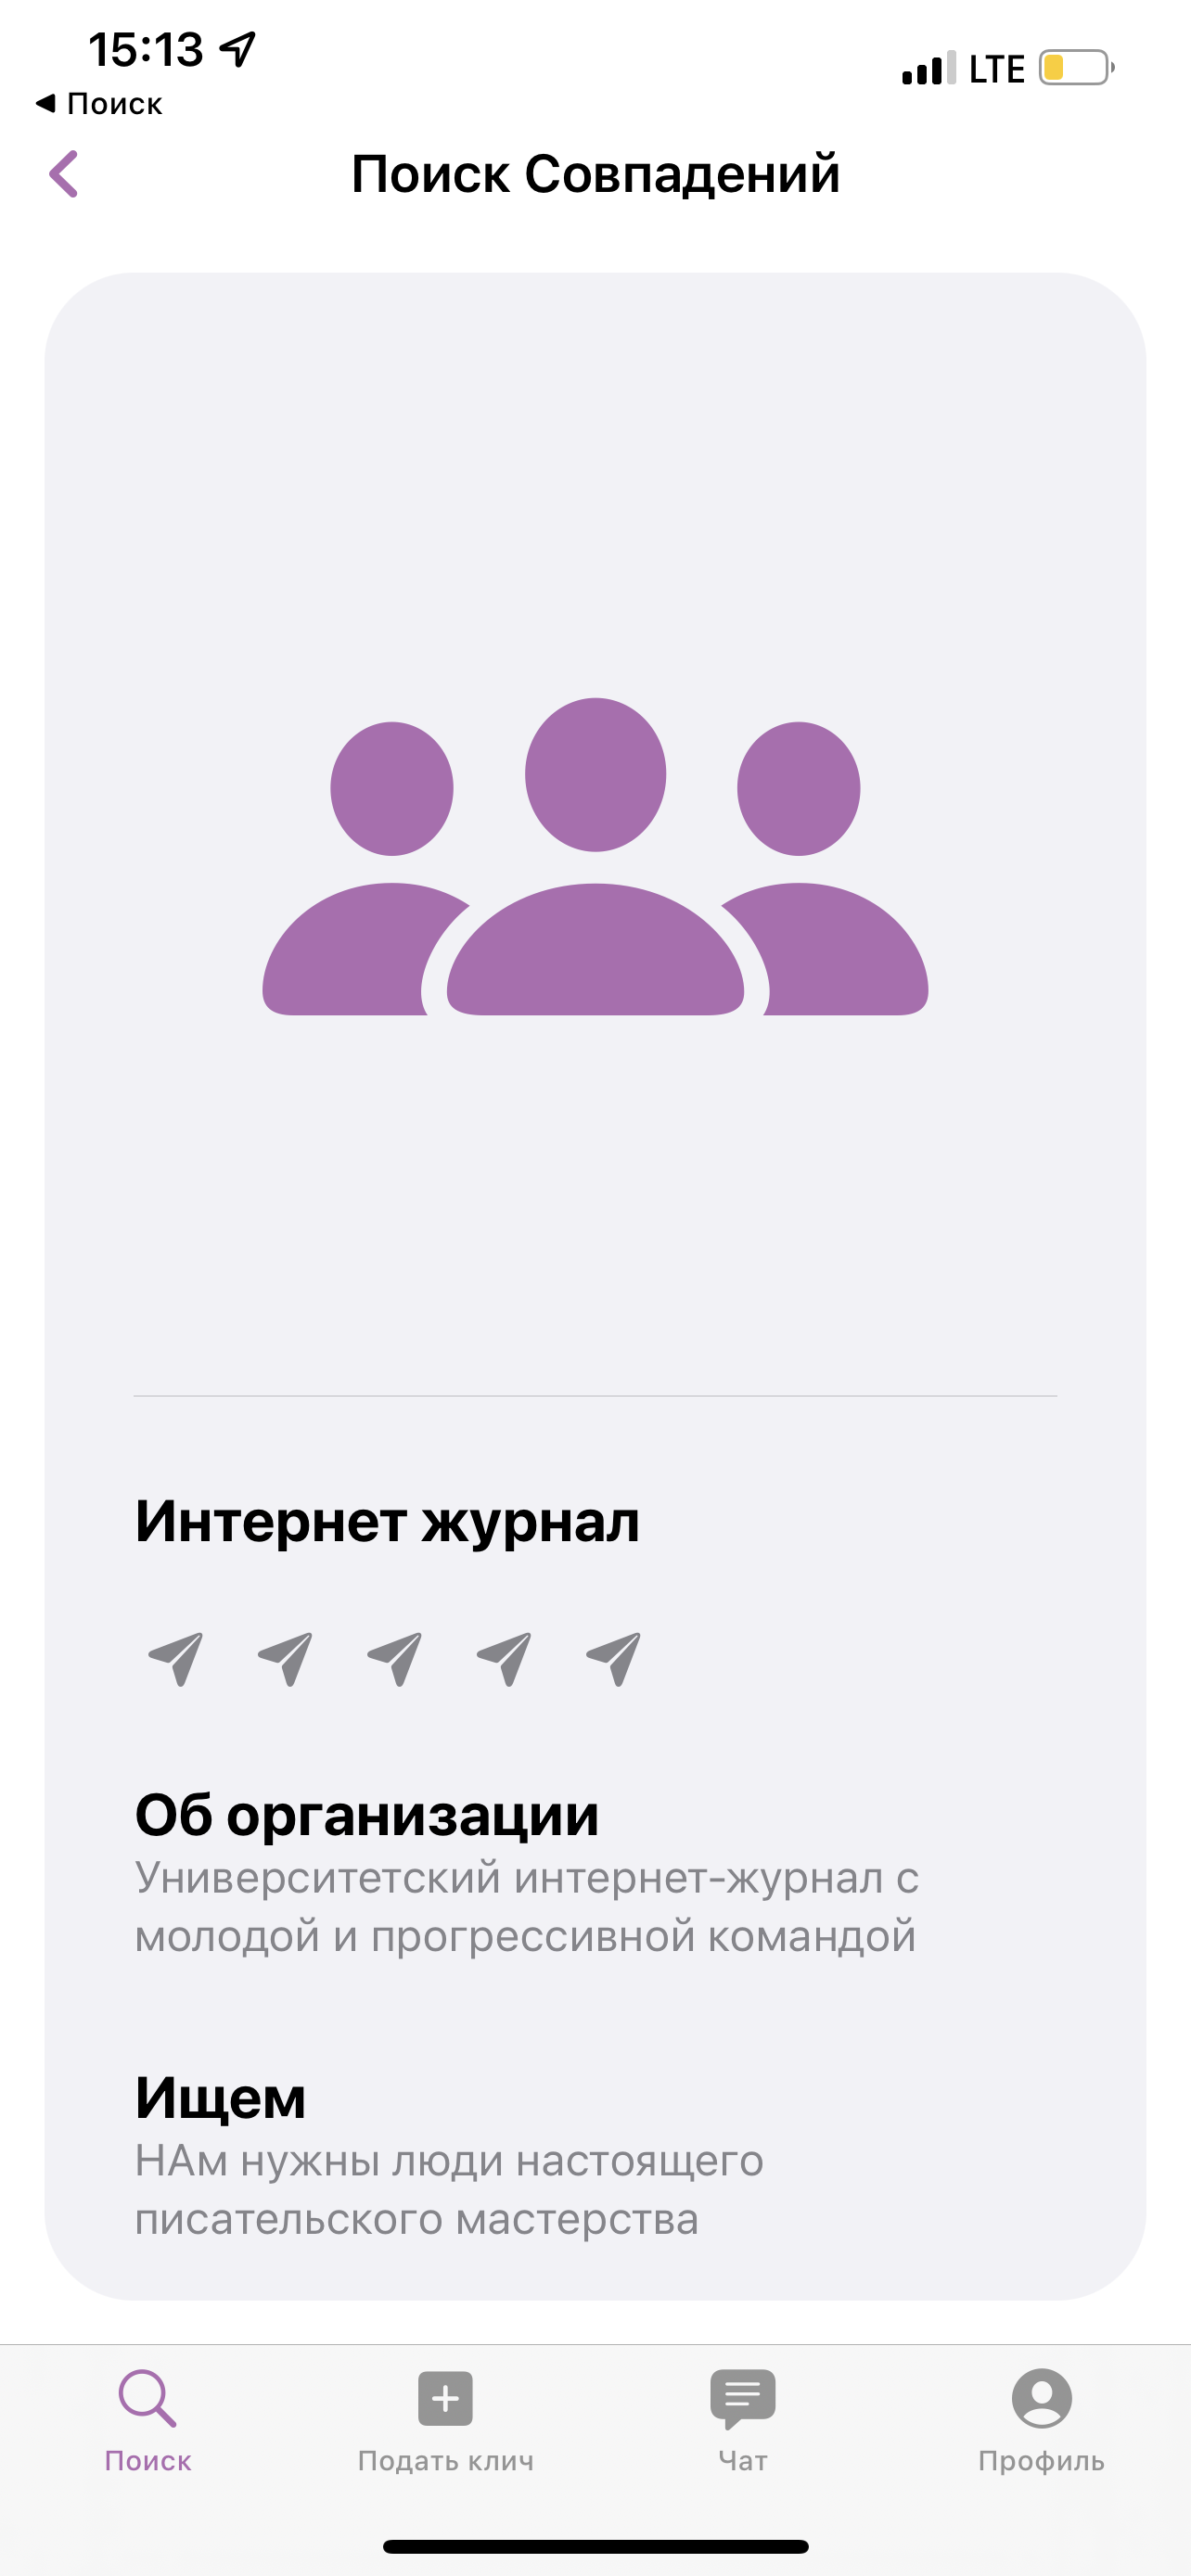 15:13
LTE
Поиск
Поиск Совпадений
Интернет журнал
Об организации
Университетский интернет-журнал с
молодой и прогрессивной командой
Ищем
НАм нужны люди настоящего
писательского мастерства
Поиск
Подать клич
Чат
Профиль